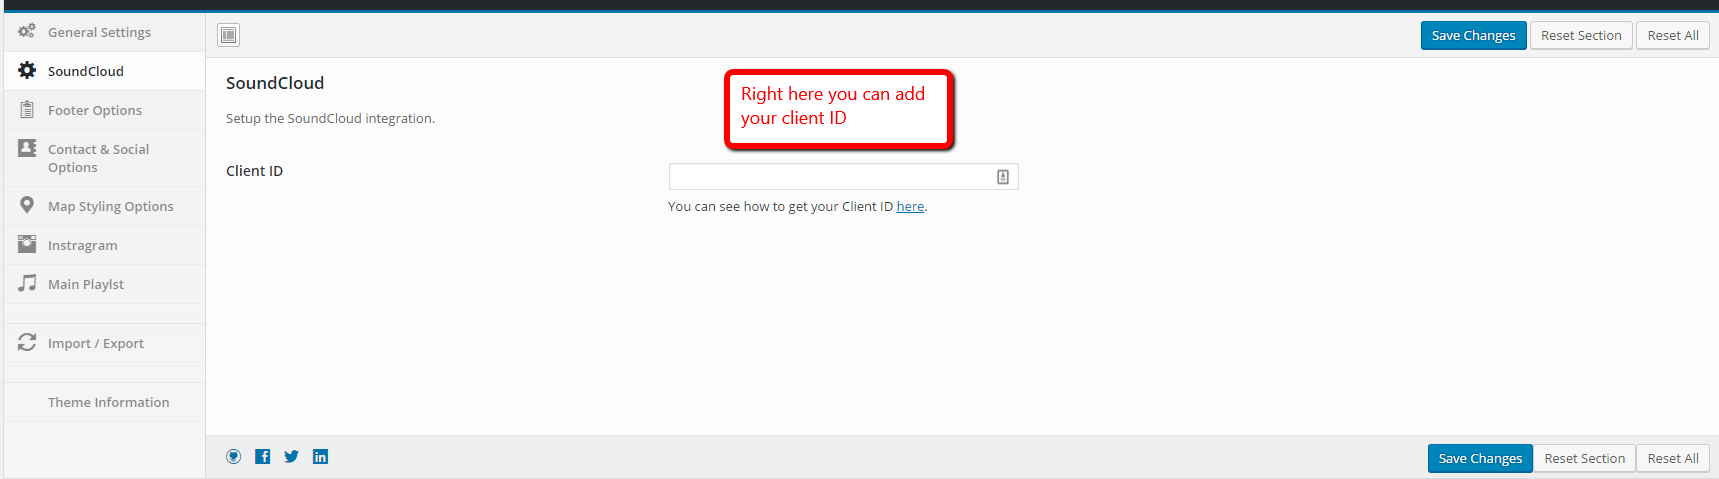 General Settings
SoundCloud
Footer Options
Contact & Social
Options
Map Styling Options
Instragram
Main Playlst
Import / Export
Theme Information
Save Changes
Reset Section
Reset All
SoundCloud
Setup the SoundCloud integration.
Right here you can add
your client ID
Client ID
You can see how to get your Client ID here.
Save Changes
Reset Section
Reset All